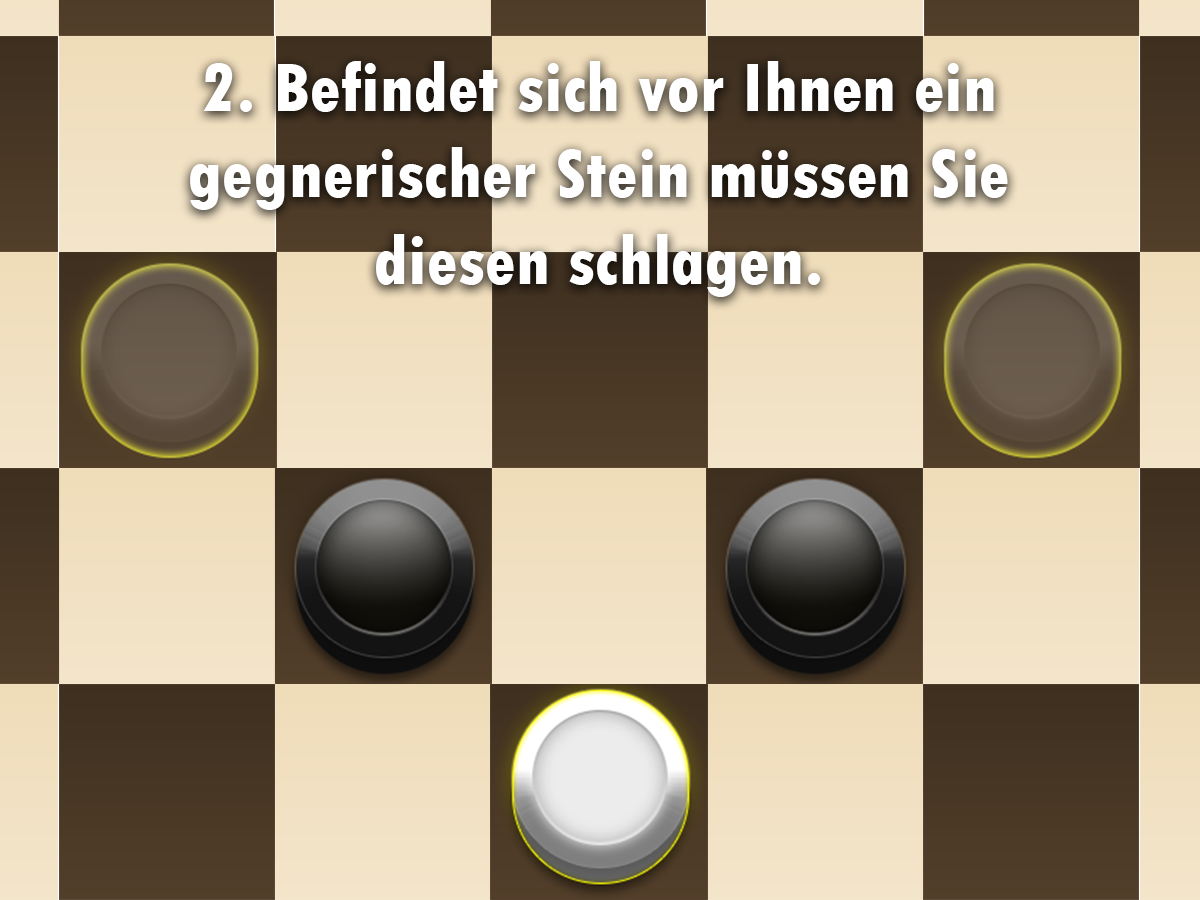 2. Befindet sich vor Ihnen ein
gegnerischer Stein müssen Sie
diesen schlagen.